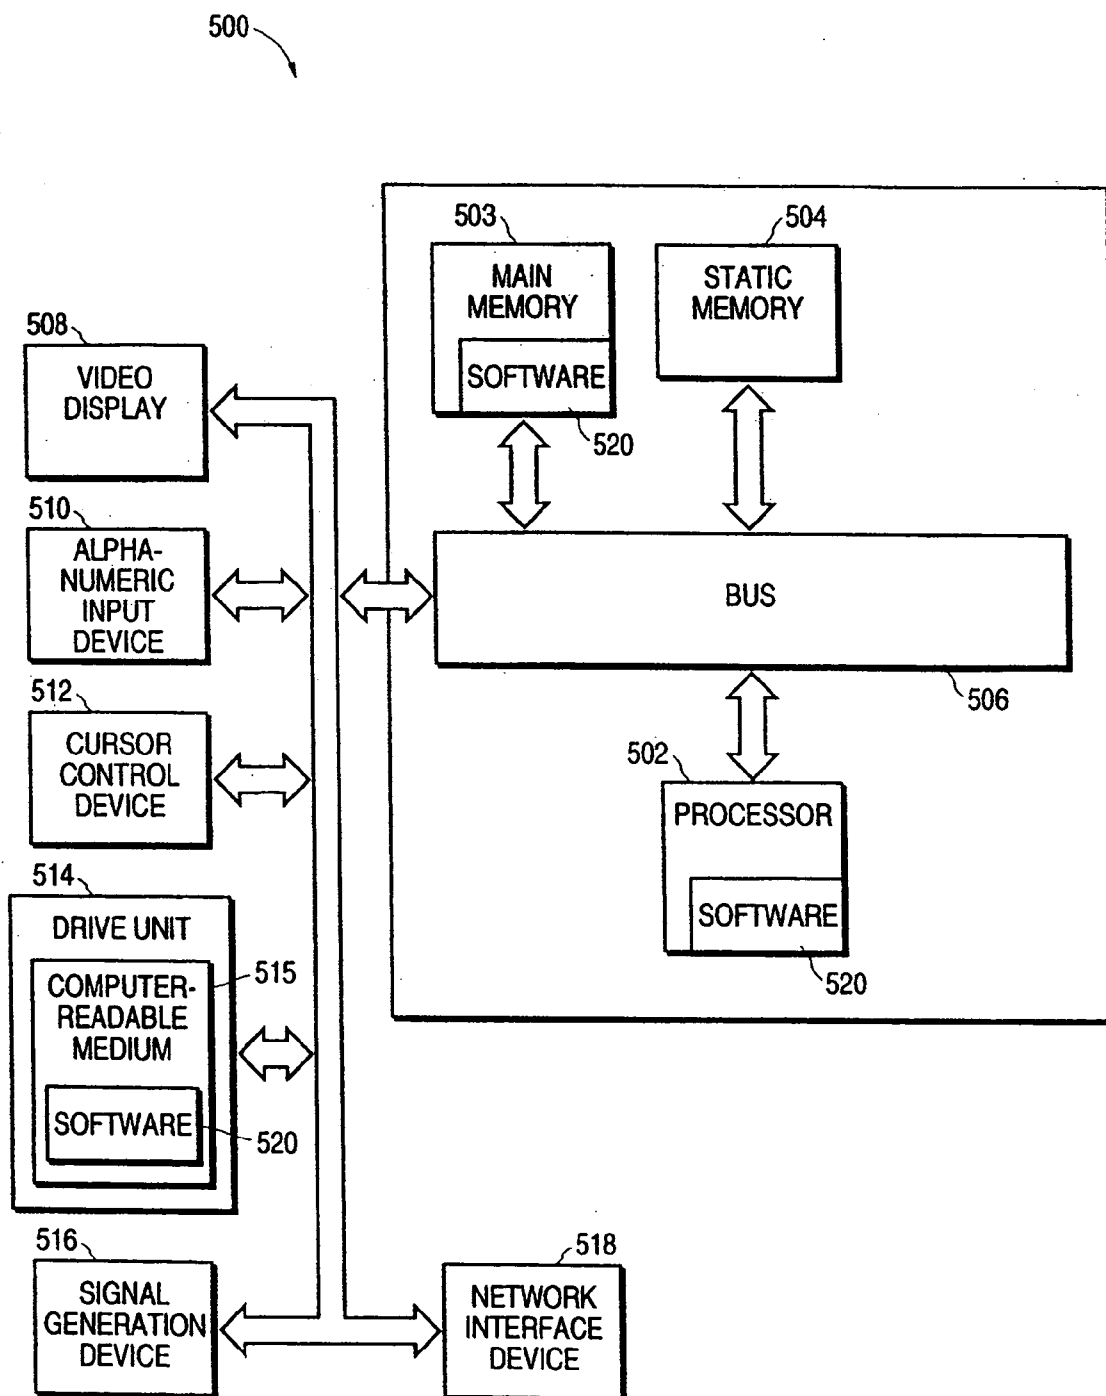 500
503
MAIN
MEMORY
SOFTWARE
520
504
STATIC
MEMORY
508
VIDEO
DISPLAY
510
ALPHA-
NUMERIC
INPUT
DEVICE
BUS
506
512
CURSOR
CONTROL
DEVICE
502
PROCESSOR
SOFTWARE
520
514
DRIVE UNIT
515
COMPUTER-
READABLE
MEDIUM
SOFTWARE
520
516
SIGNAL
GENERATION
DEVICE
518
NETWORK
INTERFACE
DEVICE